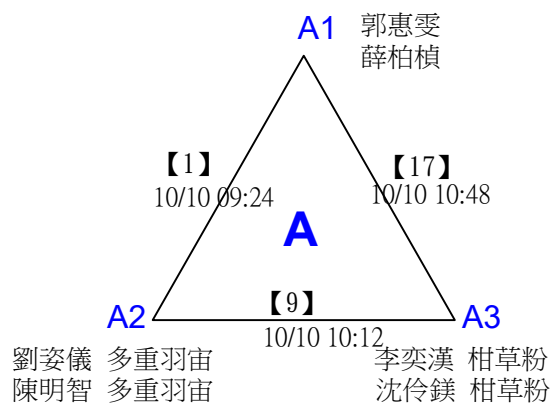 A1 郭惠雯
薛柏楨
【1】
10/10 09:24
【17】
10/10 10:48
A
【9】
10/10 10:12
A2
A3
劉姿儀 多重羽宙
陳明智 多重羽宙
李奕漢 柑草粉
沈伶鎂 柑草粉